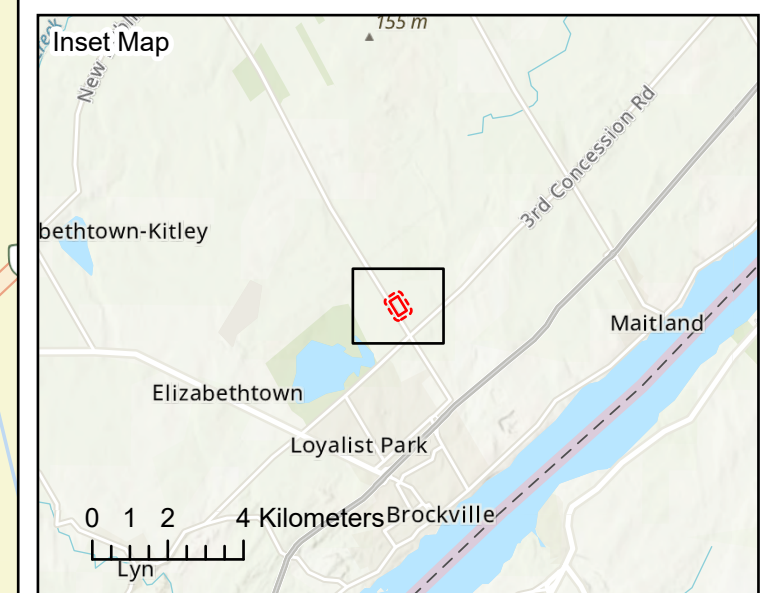 155 m
Inset Map
New
3rd Concession Rd
bethtown-Kitley
Maitland
Elizabethtown
Loyalist Park
0 1 2 4 Kilometers
Brockville
Lyn